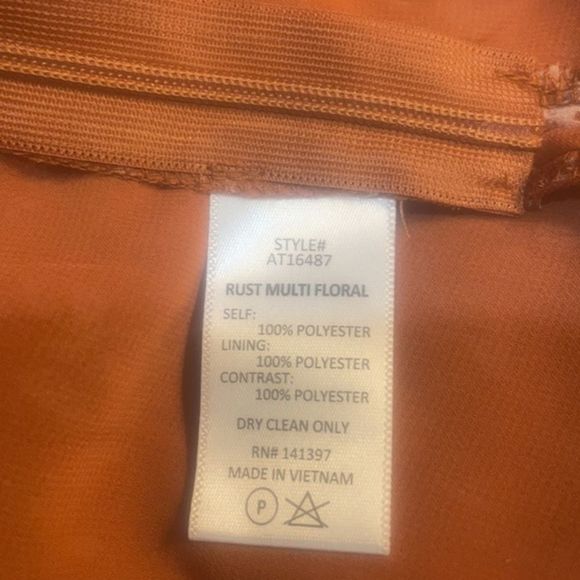 STYLE#
AT16487
RUST MULTI FLORAL
SELF:
100% POLYESTER
LINING:
100% POLYESTER
CONTRAST:
100% POLYESTER
DRY CLEAN ONLY
RN# 141397
MADE IN VIETNAM
P